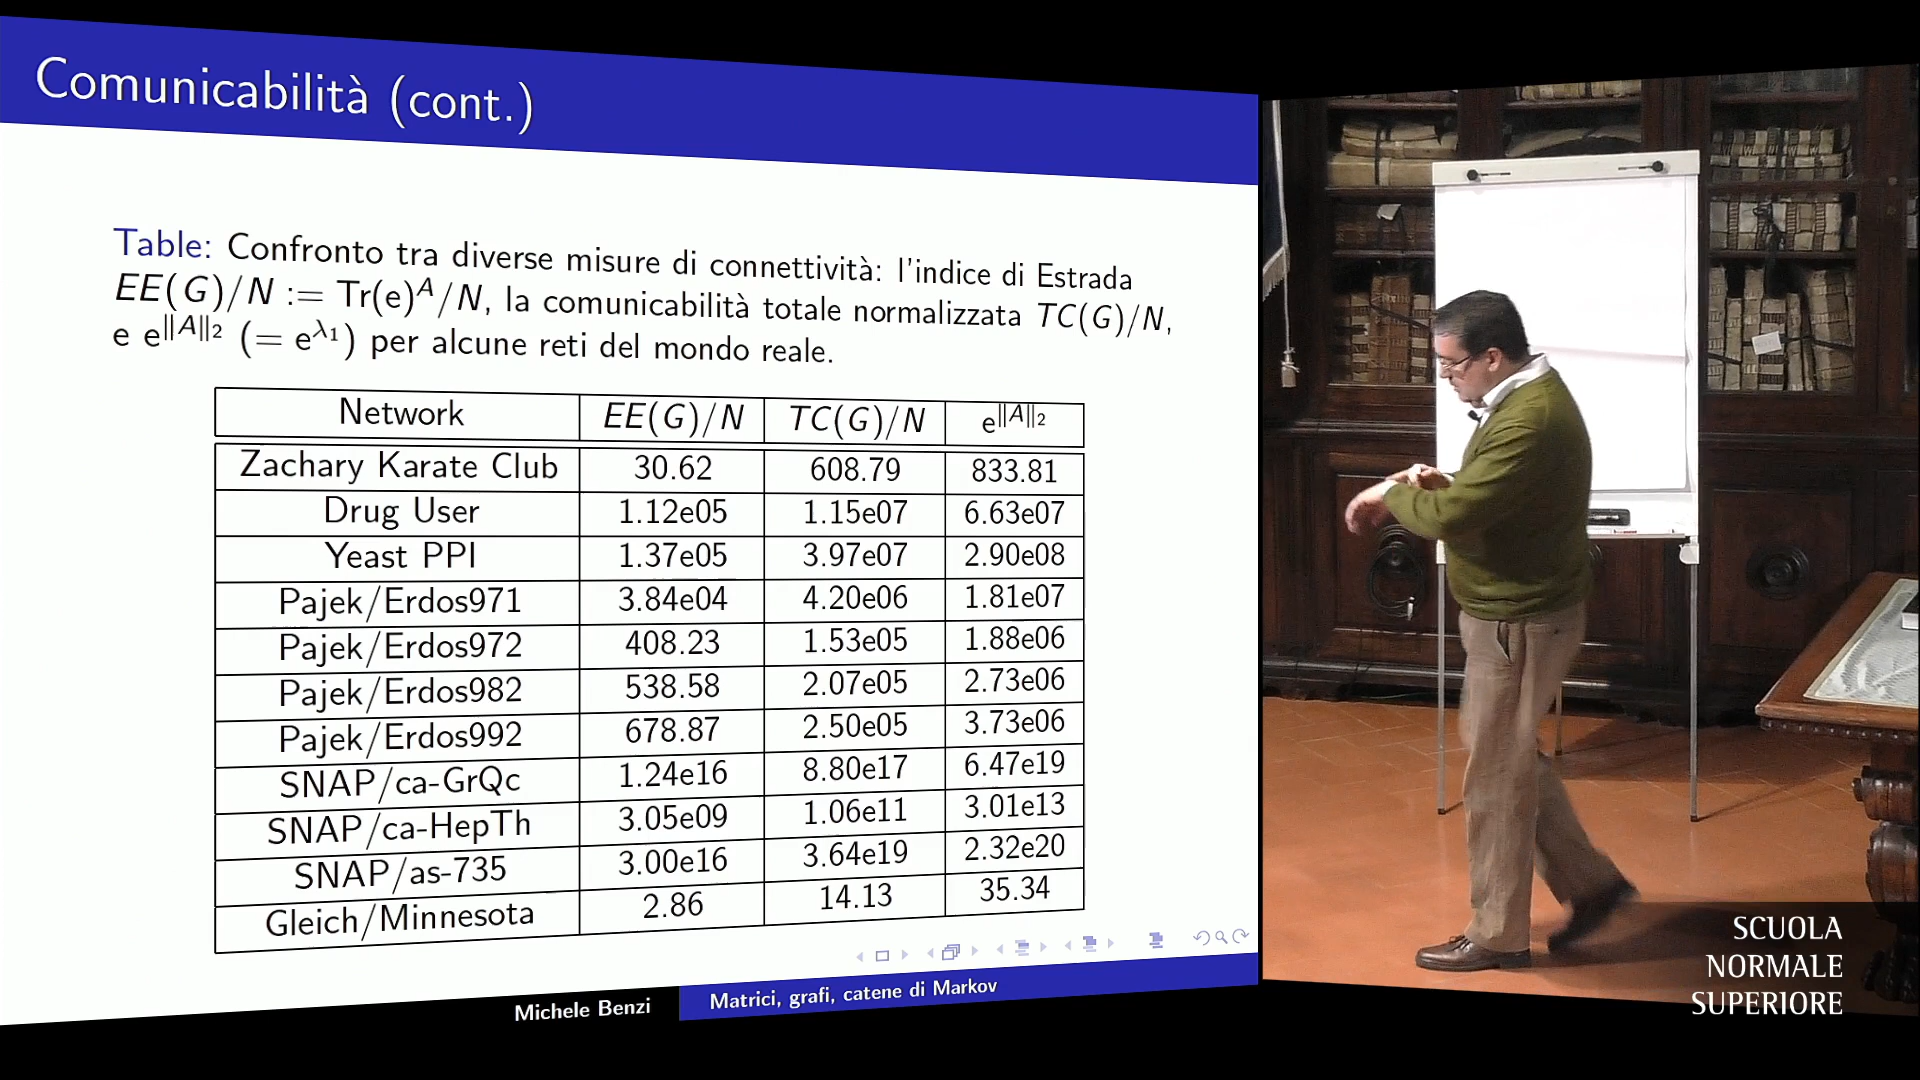 Comunicabilità (cont.)
Table: Confronto tra diverse misure di connettività: l'indice di Estrada
EE(G)/N := Tr(e)^A/N, la comunicabilità totale normalizzata TC(G)/N,
e e^‖A‖₂ (= e^λ₁) per alcune reti del mondo reale.
Network EE(G)/N TC(G)/N e^‖A‖₂
Zachary Karate Club 30.62 608.79 833.81
Drug User 1.12e05 1.15e07 6.63e07
Yeast PPI 1.37e05 3.97e07 2.90e08
Pajek/Erdos971 3.84e04 4.20e06 1.81e07
Pajek/Erdos972 408.23 1.53e05 1.88e06
Pajek/Erdos982 538.58 2.07e05 2.73e06
Pajek/Erdos992 678.87 2.50e05 3.73e06
SNAP/ca-GrQc 1.24e16 8.80e17 6.47e19
SNAP/ca-HepTh 3.05e09 1.06e11 3.01e13
SNAP/as-735 3.00e16 3.64e19 2.32e20
Gleich/Minnesota 2.86 14.13 35.34
Michele Benzi Matrici, grafi, catene di Markov
SCUOLA
NORMALE
SUPERIORE